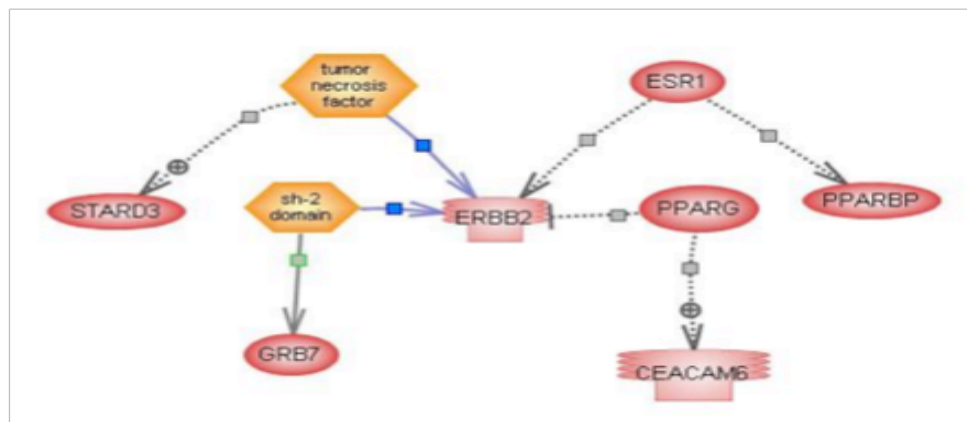 tumor
necrosis
factor
ESR1
STARD3
sh-2
domain
ERBB2
PPARG
PPARBP
GRB7
CEACAM6